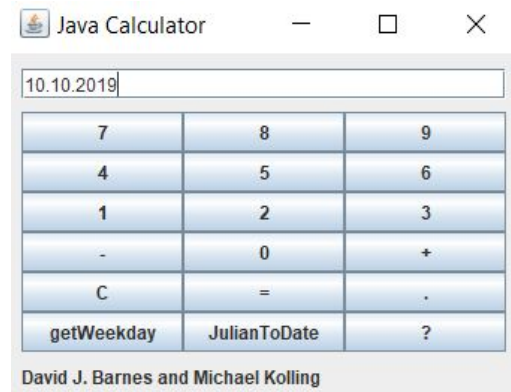 Java Calculator
10.10.2019
7 8 9
4 5 6
1 2 3
- 0 +
C = .
getWeekday JulianToDate ?
David J. Barnes and Michael Kolling